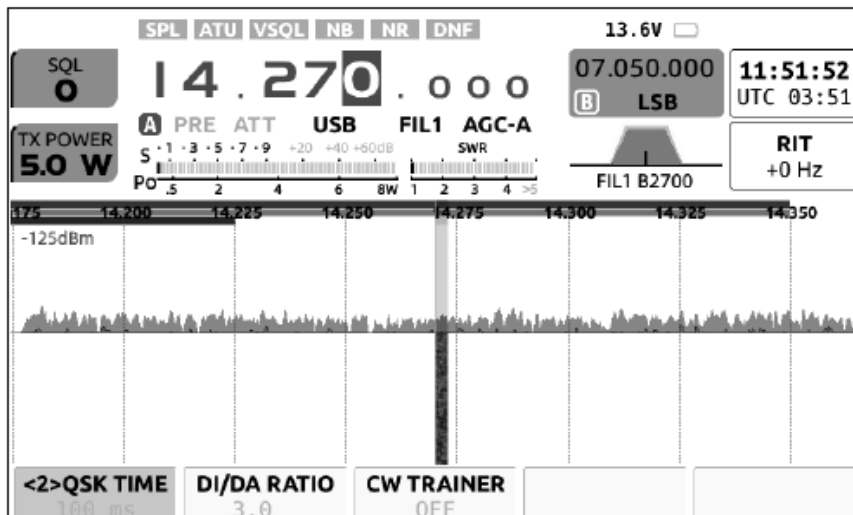 SPL ATU VSQL NB NR DNF 13.6V
SQL
0
14.270.000
07.050.000
B LSB
11:51:52
UTC 03:51
A PRE ATT USB FIL1 AGC-A
TX POWER
5.0 W
S ·1 ·3 ·5 ·7 ·9 +20 +40 +60dB SWR
Po .5 2 4 6 8W 1 2 3 4 >5
FIL1 B2700
RIT
+0 Hz
175 14.200 14.225 14.250 14.275 14.300 14.325 14.350
-125dBm
<2>QSK TIME DI/DA RATIO CW TRAINER
100 ms 3.0 OFF